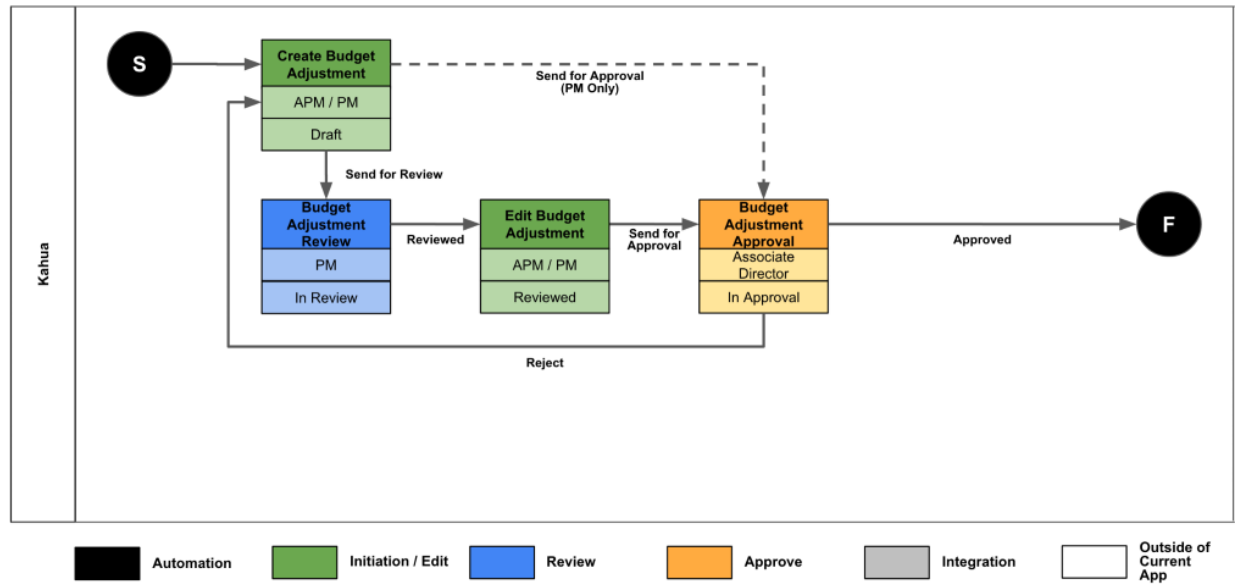 S
Create Budget
Adjustment
APM / PM
Draft
Send for Approval
(PM Only)
Send for Review
Budget
Adjustment
Review
PM
In Review
Reviewed
Edit Budget
Adjustment
APM / PM
Reviewed
Send for
Approval
Budget
Adjustment
Approval
Associate
Director
In Approval
Approved
F
Reject
Kahua
Automation
Initiation / Edit
Review
Approve
Integration
Outside of
Current
App